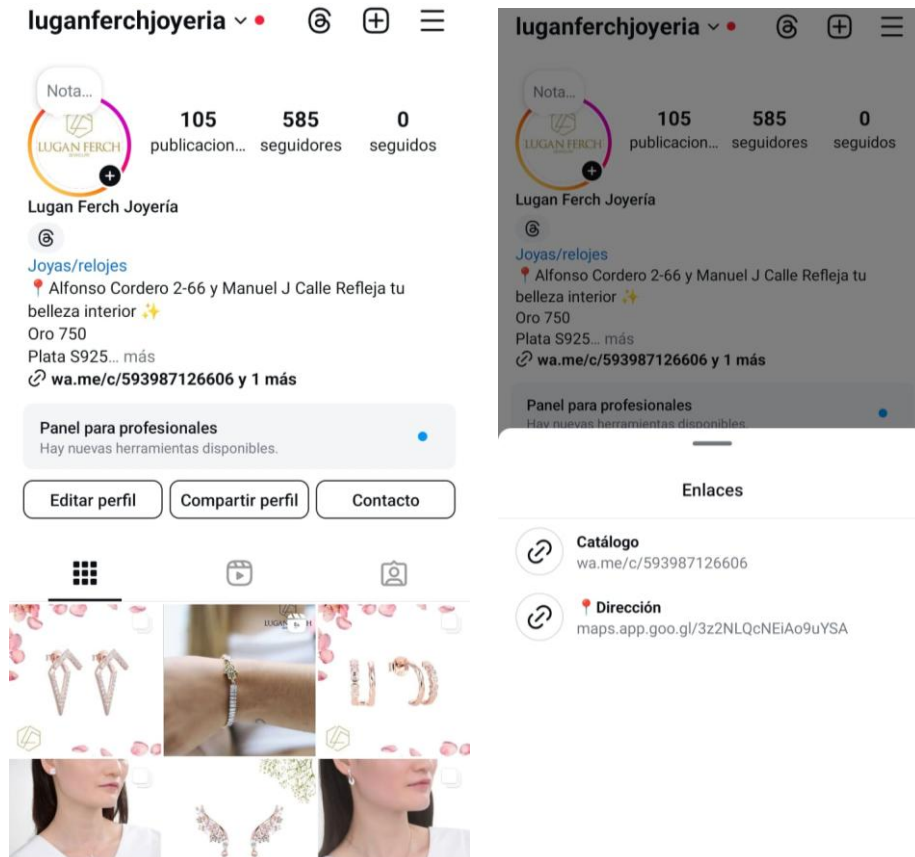 luganferchjoyeria
Nota...
LUGAN FERCH
105
585
0
publicacion...
seguidores
seguidos
Lugan Ferch Joyería
Joyas/relojes
📍 Alfonso Cordero 2-66 y Manuel J Calle Refleja tu
belleza interior ✨
Oro 750
Plata S925... más
wa.me/c/593987126606 y 1 más
Panel para profesionales
Hay nuevas herramientas disponibles.
Editar perfil
Compartir perfil
Contacto
luganferchjoyeria
Nota...
LUGAN FERCH
105
585
0
publicacion...
seguidores
seguidos
Lugan Ferch Joyería
Joyas/relojes
📍 Alfonso Cordero 2-66 y Manuel J Calle Refleja tu
belleza interior ✨
Oro 750
Plata S925... más
wa.me/c/593987126606 y 1 más
Panel para profesionales
Hay nuevas herramientas disponibles.
Enlaces
Catálogo
wa.me/c/593987126606
📍 Dirección
maps.app.goo.gl/3z2NLQcNEiAo9uYSA